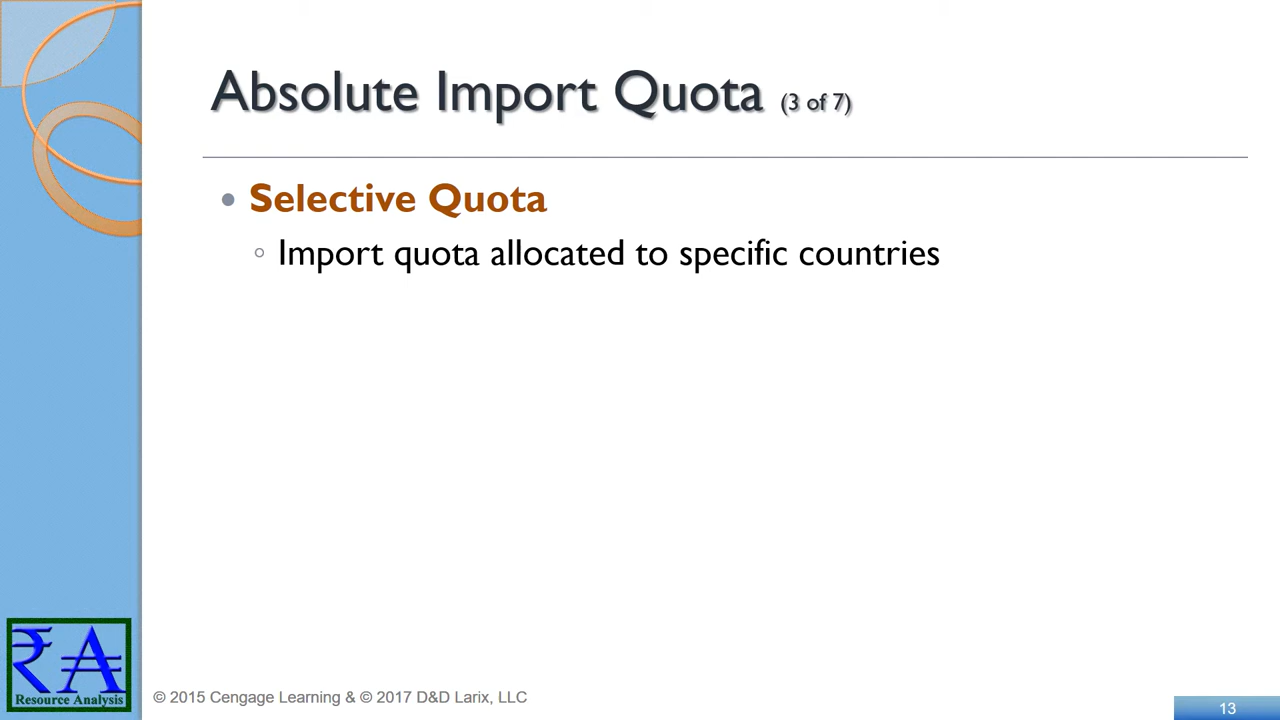 Absolute Import Quota (3 of 7)
• Selective Quota
◦ Import quota allocated to specific countries
₹A
Resource Analysis
© 2015 Cengage Learning & © 2017 D&D Larix, LLC
13